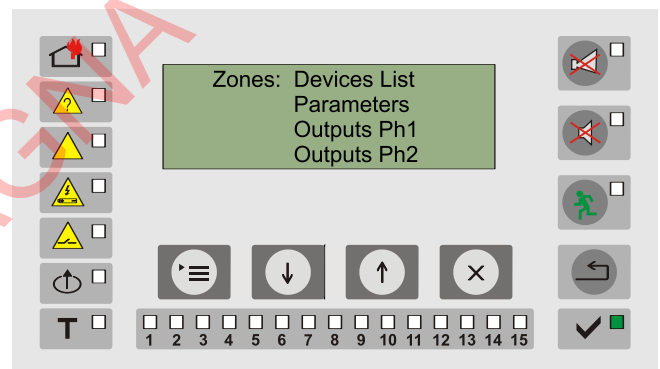 Zones: Devices List
Parameters
Outputs Ph1
Outputs Ph2
?
T
1 2 3 4 5 6 7 8 9 10 11 12 13 14 15
GNA